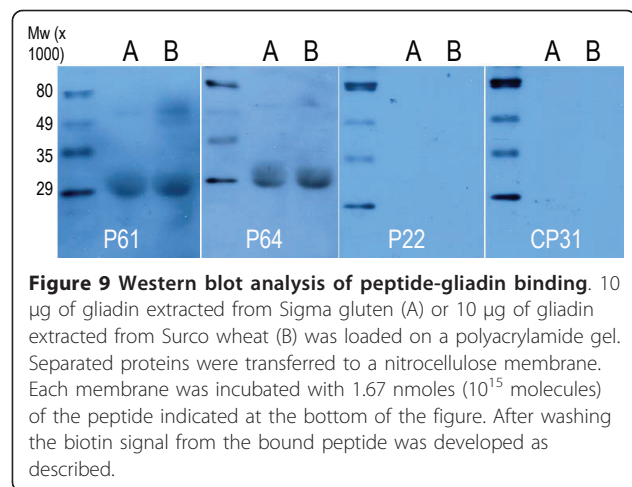 Mw (x
1000)
A B A B A B A B
80
49
35
29
P61 P64 P22 CP31
Figure 9 Western blot analysis of peptide-gliadin binding. 10
µg of gliadin extracted from Sigma gluten (A) or 10 µg of gliadin
extracted from Surco wheat (B) was loaded on a polyacrylamide gel.
Separated proteins were transferred to a nitrocellulose membrane.
Each membrane was incubated with 1.67 nmoles (10¹⁵ molecules)
of the peptide indicated at the bottom of the figure. After washing
the biotin signal from the bound peptide was developed as
described.